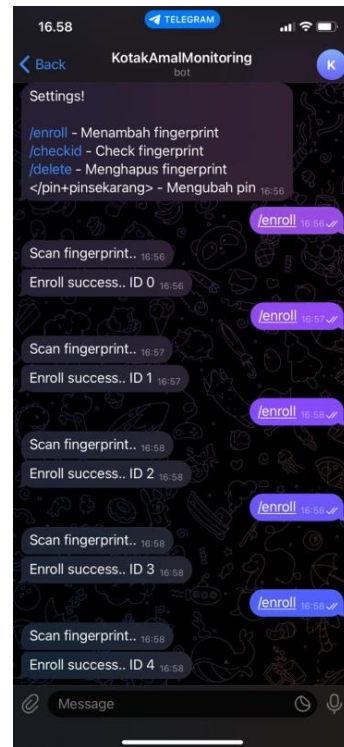 16.58
TELEGRAM
Back
KotakAmalMonitoring
bot
K
Settings!
/enroll - Menambah fingerprint
/checkid - Check fingerprint
/delete - Menghapus fingerprint
</pin+pinsekarang> - Mengubah pin 16:56
/enroll 16:56
Scan fingerprint.. 16:56
Enroll success.. ID 0 16:56
/enroll 16:57
Scan fingerprint.. 16:57
Enroll success.. ID 1 16:57
/enroll 16:58
Scan fingerprint.. 16:58
Enroll success.. ID 2 16:58
/enroll 16:58
Scan fingerprint.. 16:58
Enroll success.. ID 3 16:58
/enroll 16:58
Scan fingerprint.. 16:58
Enroll success.. ID 4 16:58
Message